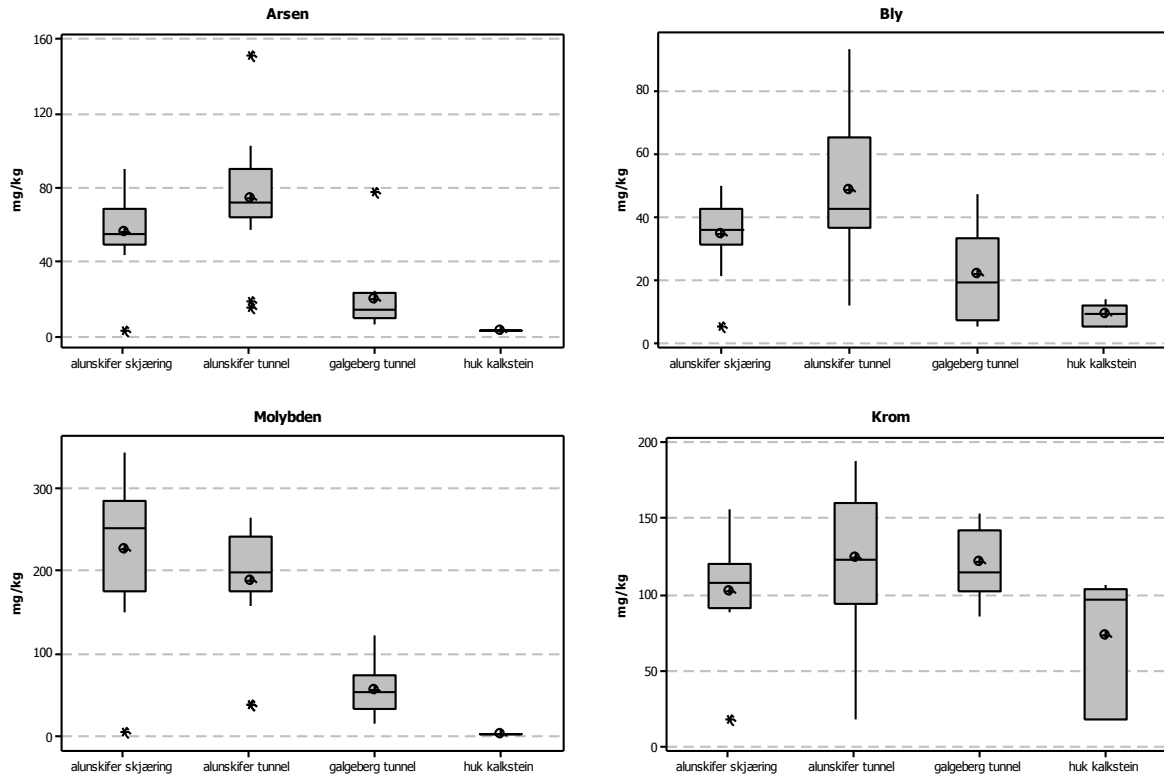 Arsen
160
120
80
40
0
mg/kg
alunskifer skjæring alunskifer tunnel galgeberg tunnel huk kalkstein
Bly
80
60
40
20
0
mg/kg
alunskifer skjæring alunskifer tunnel galgeberg tunnel huk kalkstein
Molybden
300
200
100
0
mg/kg
alunskifer skjæring alunskifer tunnel galgeberg tunnel huk kalkstein
Krom
200
150
100
50
0
mg/kg
alunskifer skjæring alunskifer tunnel galgeberg tunnel huk kalkstein